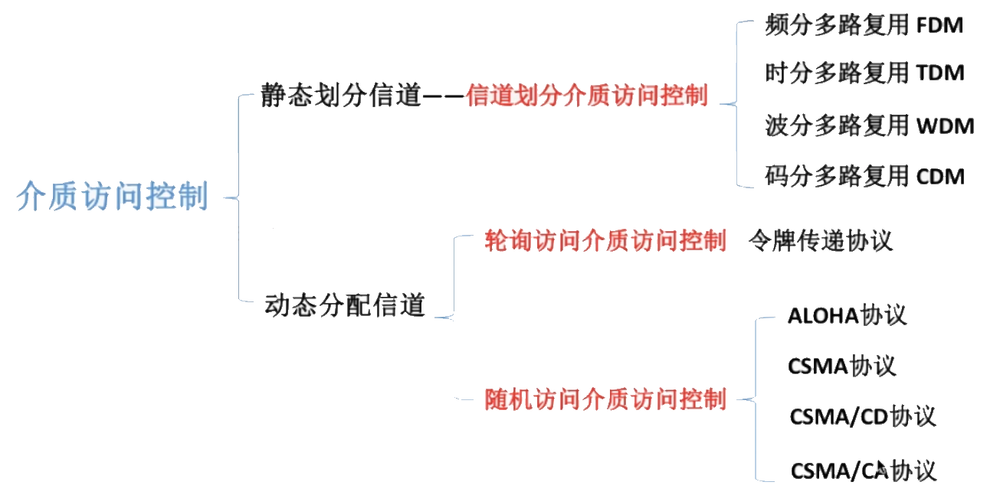 频分多路复用 FDM
时分多路复用 TDM
静态划分信道——信道划分介质访问控制
波分多路复用 WDM
码分多路复用 CDM
介质访问控制
轮询访问介质访问控制 令牌传递协议
动态分配信道
ALOHA协议
CSMA协议
随机访问介质访问控制
CSMA/CD协议
CSMA/CA协议